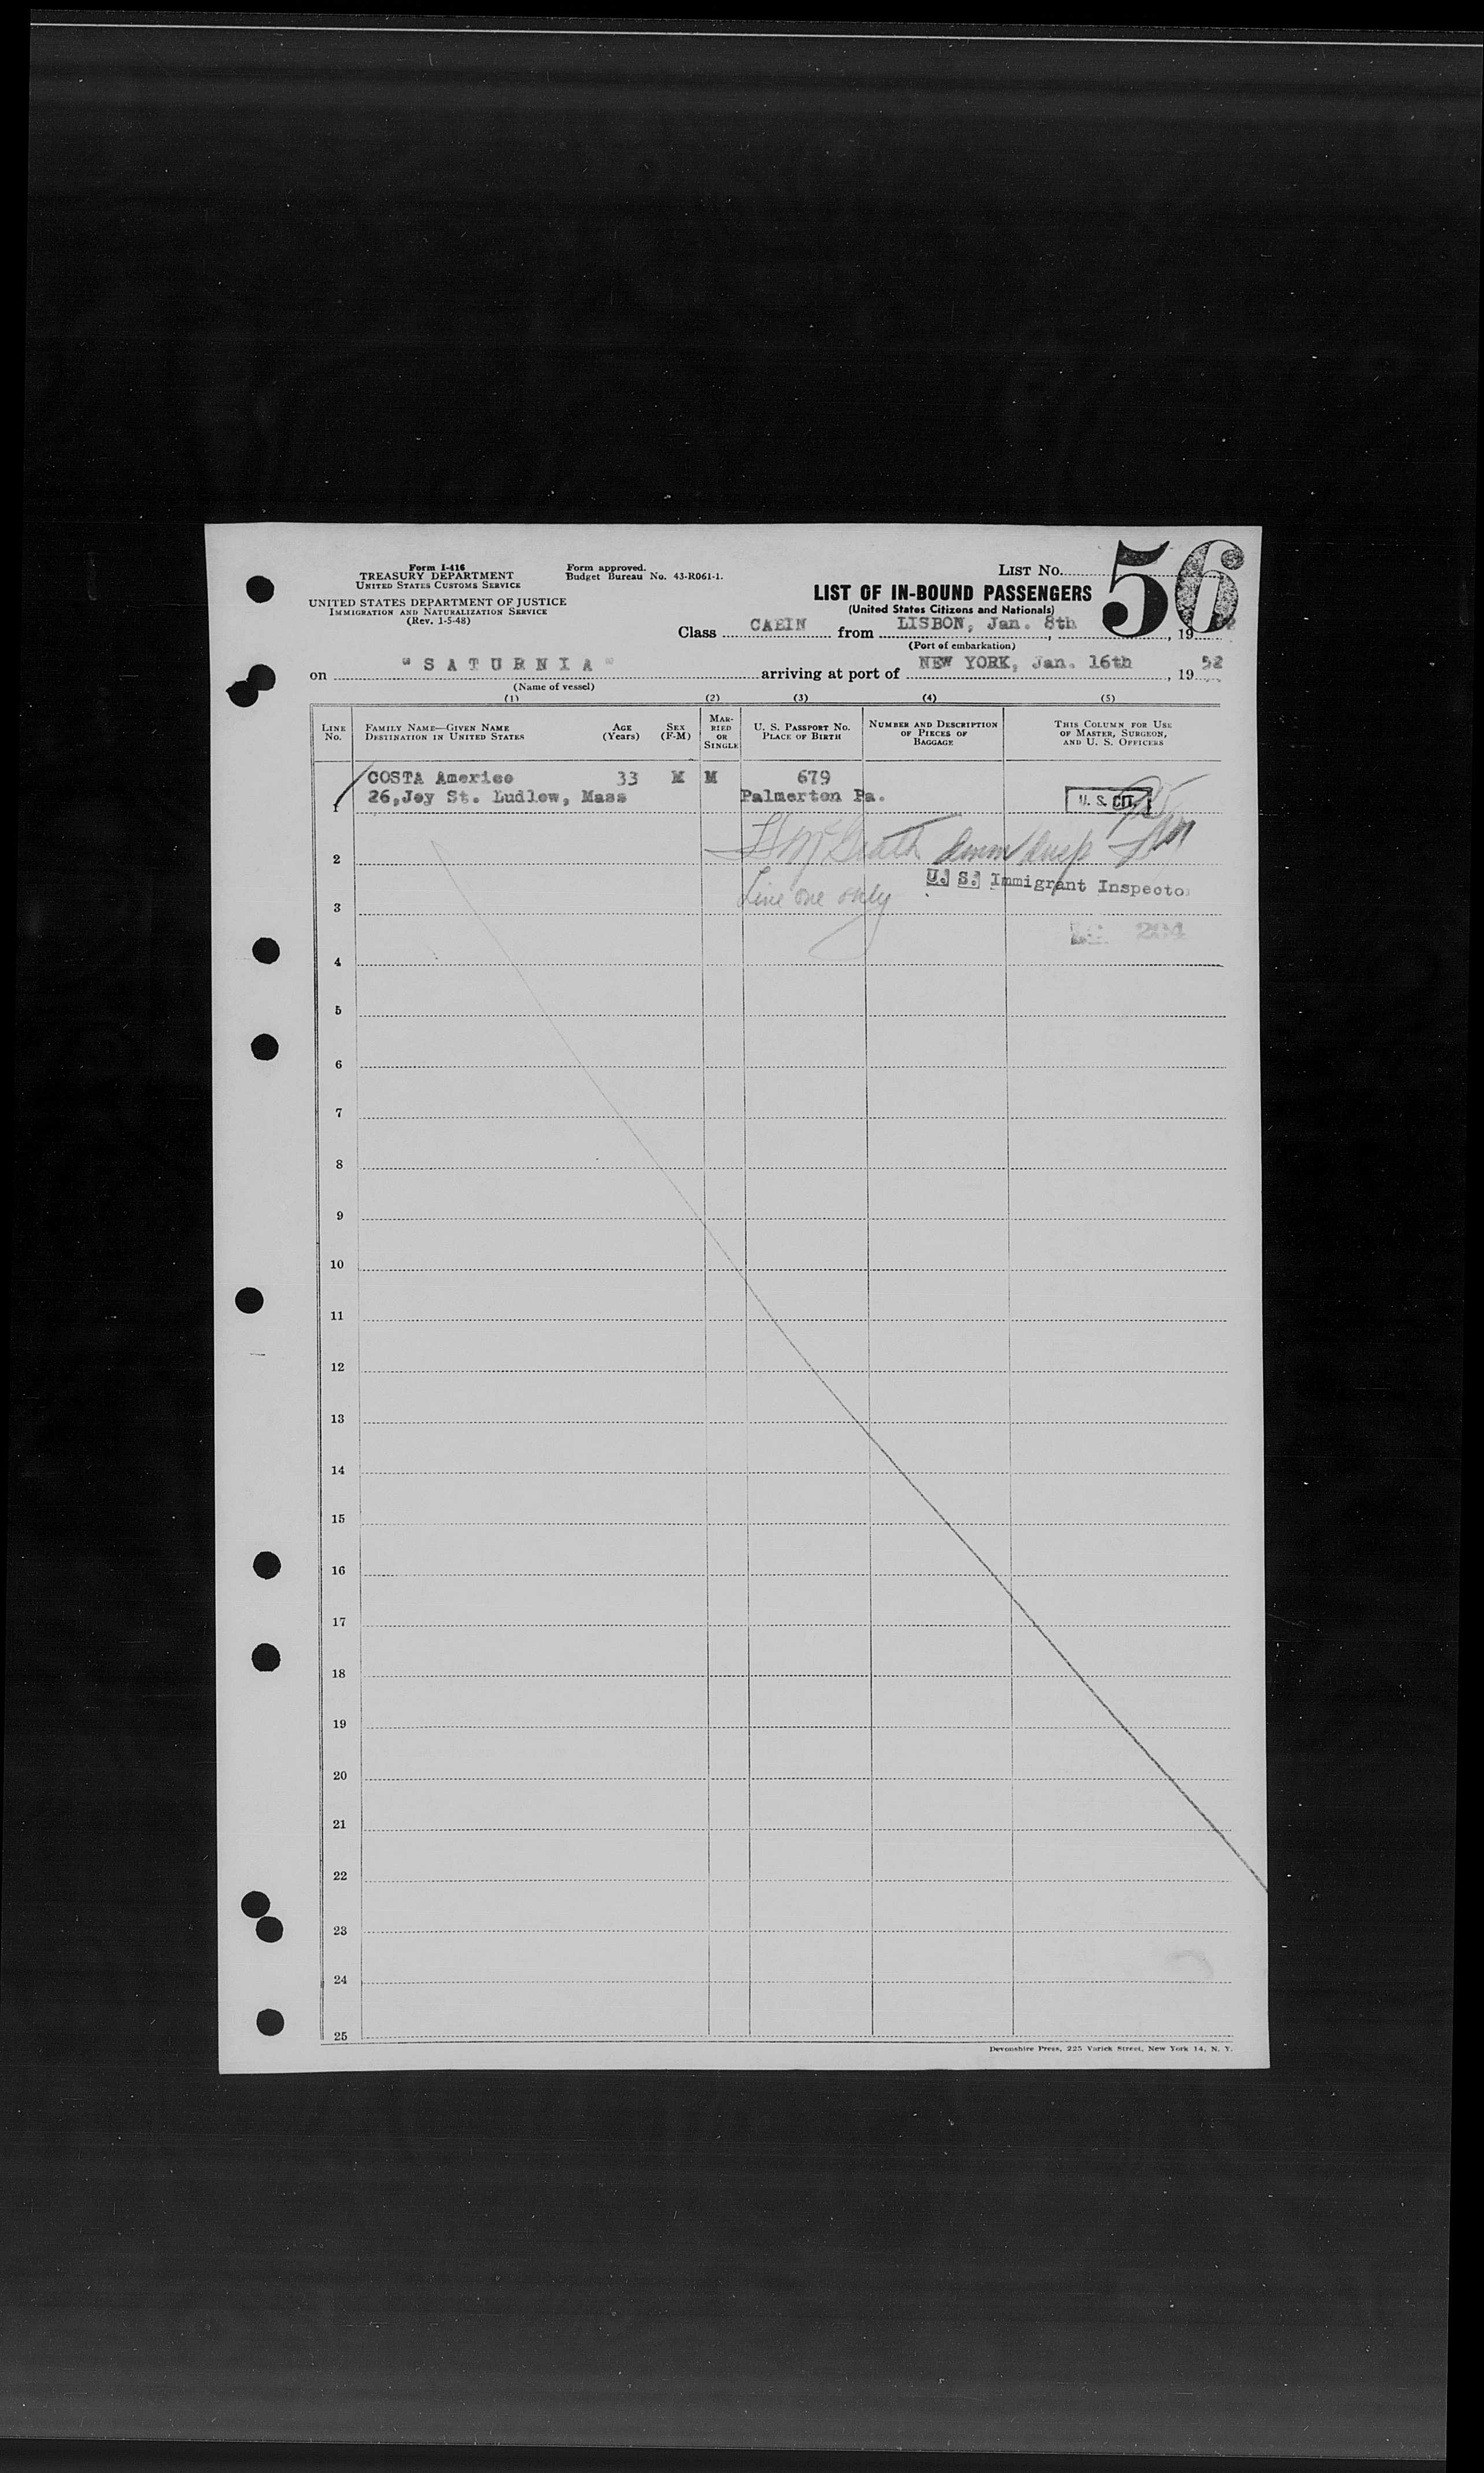 Form I-416
TREASURY DEPARTMENT
UNITED STATES CUSTOMS SERVICE
UNITED STATES DEPARTMENT OF JUSTICE
IMMIGRATION AND NATURALIZATION SERVICE
(Rev. 1-5-48)
Form approved.
Budget Bureau No. 43-R061-1.
LIST No. 56
LIST OF IN-BOUND PASSENGERS
(United States Citizens and Nationals)
Class CABIN from LISBON, Jan. 8th, 19
(Port of embarkation)
on "SATURNIA" arriving at port of NEW YORK, Jan. 16th, 1952
(Name of vessel)
(1) (2) (3) (4) (5)
LINE No.
FAMILY NAME—GIVEN NAME
DESTINATION IN UNITED STATES
AGE (Years)
SEX (F-M)
MARRIED OR SINGLE
U. S. PASSPORT No.
PLACE OF BIRTH
NUMBER AND DESCRIPTION OF PIECES OF BAGGAGE
THIS COLUMN FOR USE OF MASTER, SURGEON, AND U. S. OFFICERS
COSTA Americo 33 M M 679
1 26,Joy St. Ludlow, Mass Palmerton Pa. U. S. CIT.
McGrath
2
U. S. Immigrant Inspector
Line one only
3
4
5
6
7
8
9
10
11
12
13
14
15
16
17
18
19
20
21
22
23
24
25
Devonshire Press, 225 Varick Street, New York 14, N. Y.